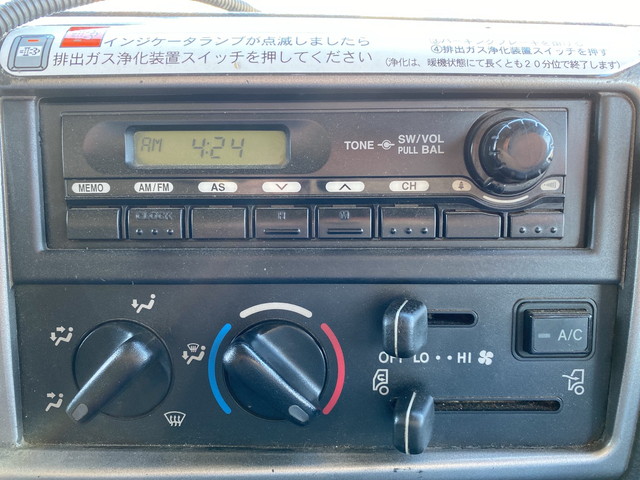 インジケータランプが点滅しましたら
排出ガス浄化装置スイッチを押してください
④排出ガス浄化装置スイッチを押す
(浄化は、暖機状態にて長くとも20分位で終了します)
AM 4:24
TONE SW/VOL
PULL BAL
MEMO AM/FM AS CH
CLOCK
OFF LO HI
A/C